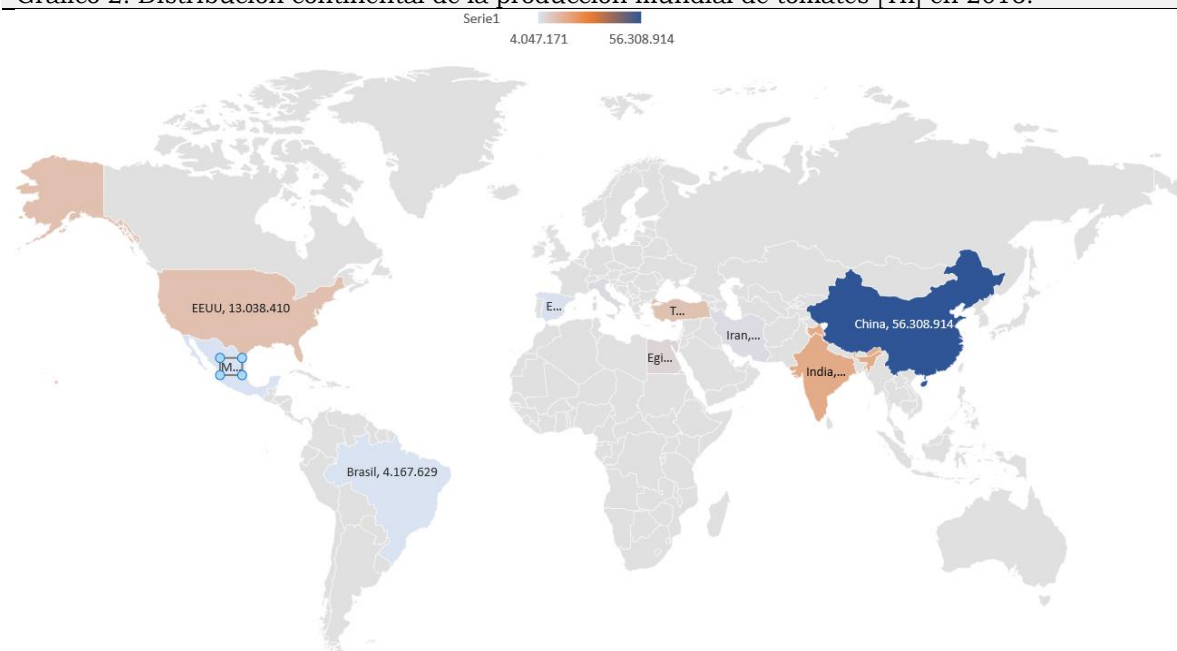 Gráfico 2. Distribución continental de la producción mundial de tomates [Tn] en 2016.
Serie1
4.047.171 56.308.914
EEUU, 13.038.410
E...
T...
Iran,...
China, 56.308.914
M...
Egi...
India,...
Brasil, 4.167.629